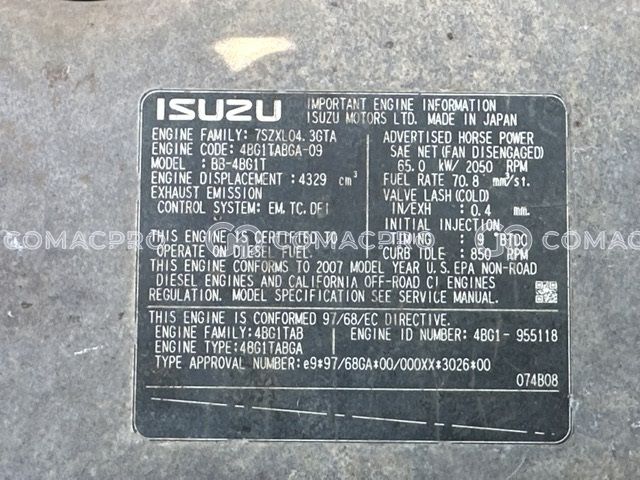 ISUZU
IMPORTANT ENGINE INFORMATION
ISUZU MOTORS LTD. MADE IN JAPAN
ENGINE FAMILY: 7SZXL04.3GTA
ENGINE CODE: 4BG1TABGA-09
MODEL : BB-4BG1T
ENGINE DISPLACEMENT: 4329 cm³
EXHAUST EMISSION
CONTROL SYSTEM: EM,TC,DFI
ADVERTISED HORSE POWER
SAE NET (FAN DISENGAGED)
65.0 kW/ 2050 RPM
FUEL RATE 70.8 mm³/st.
VALVE LASH (COLD)
IN/EXH : 0.4 mm.
INITIAL INJECTION
TIMING : 9 °BTDC
CURB IDLE : 850 RPM
THIS ENGINE IS CERTIFIED TO
OPERATE ON DIESEL FUEL.
THIS ENGINE CONFORMS TO 2007 MODEL YEAR U.S.EPA NON-ROAD
DIESEL ENGINES AND CALIFORNIA OFF-ROAD CI ENGINES
REGULATION. MODEL SPECIFICATION SEE SERVICE MANUAL.
THIS ENGINE IS CONFORMED 97/68/EC DIRECTIVE.
ENGINE FAMILY:4BG1TAB
ENGINE ID NUMBER: 4BG1- 955118
ENGINE TYPE:4BG1TABGA
TYPE APPROVAL NUMBER:e9*97/68GA*00/000XX*3026*00
074B08
COMACPRO COMACPRO COMACPRO